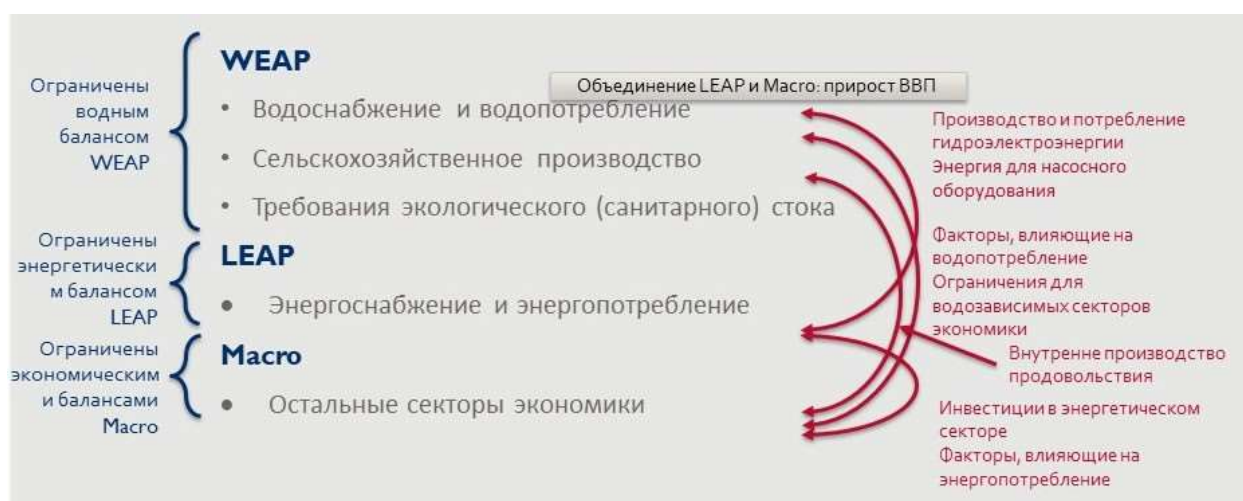 Ограничены
водным
балансом
WEAP
WEAP
Объединение LEAP и Macro: прирост ВВП
• Водоснабжение и водопотребление
• Сельскохозяйственное производство
• Требования экологического (санитарного) стока
Ограничены
энергетически
м балансом
LEAP
LEAP
● Энергоснабжение и энергопотребление
Ограничены
экономическим
и балансами
Macro
Macro
● Остальные секторы экономики
Производство и потребление
гидроэлектроэнергии
Энергия для насосного
оборудования
Факторы, влияющие на
водопотребление
Ограничения для
водозависимых секторов
экономики
Внутренне производство
продовольствия
Инвестиции в энергетическом
секторе
Факторы, влияющие на
энергопотребление